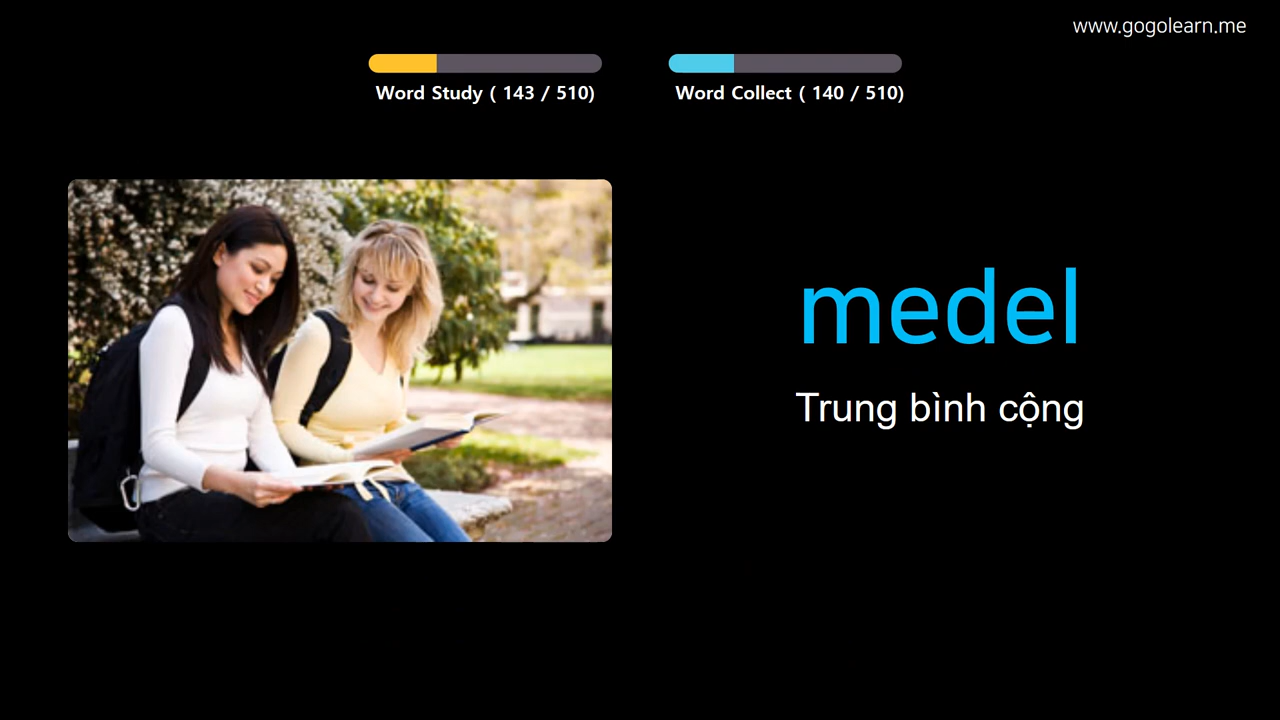 www.gogolearn.me
Word Study ( 143 / 510)
Word Collect ( 140 / 510)
medel
Trung bình cộng